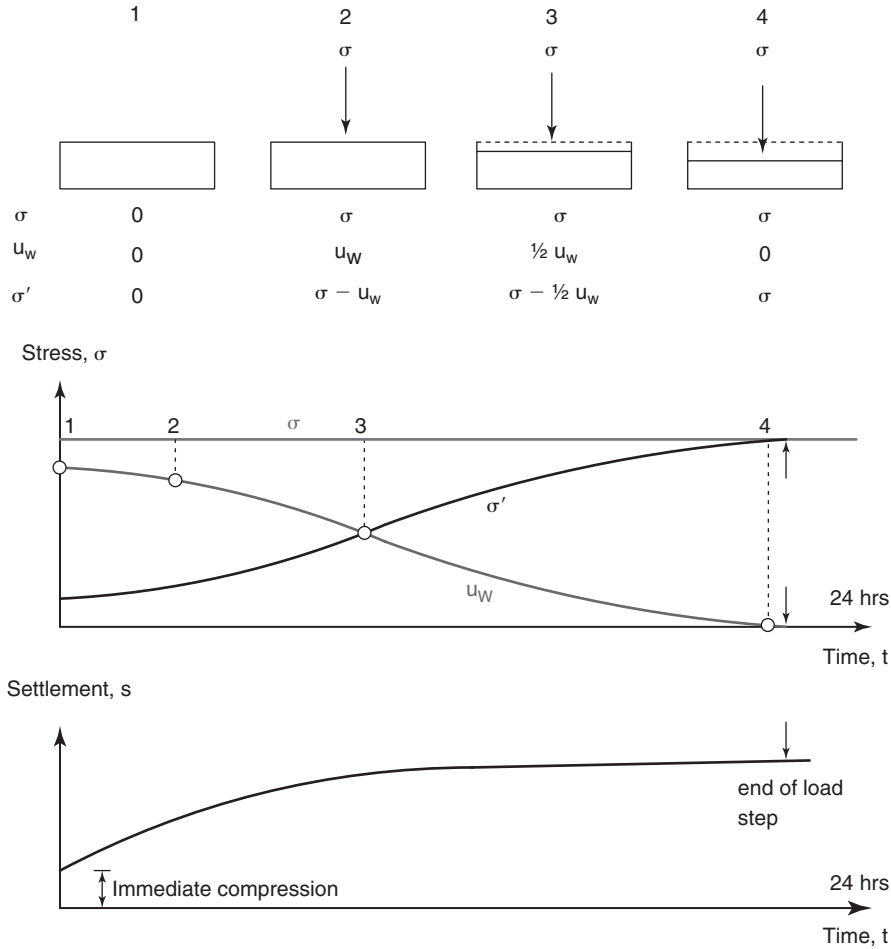 1 2 3 4
σ σ σ
σ 0 σ σ σ
u_w 0 u_w ½ u_w 0
σ′ 0 σ − u_w σ − ½ u_w σ
Stress, σ
1 2 σ 3 4
σ′
u_w
24 hrs
Time, t
Settlement, s
end of load
step
Immediate compression
24 hrs
Time, t